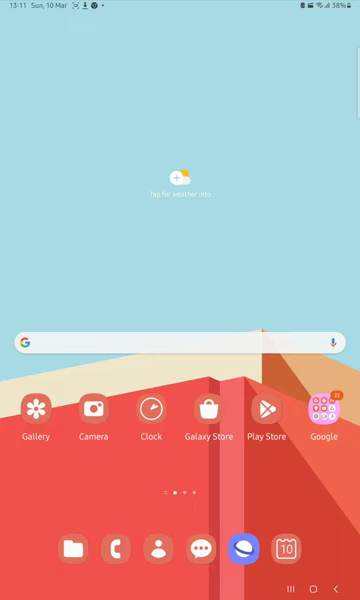 13:11 Sun, 10 Mar
38%
Tap for weather info
Gallery
Camera
Clock
Galaxy Store
Play Store
Google
10